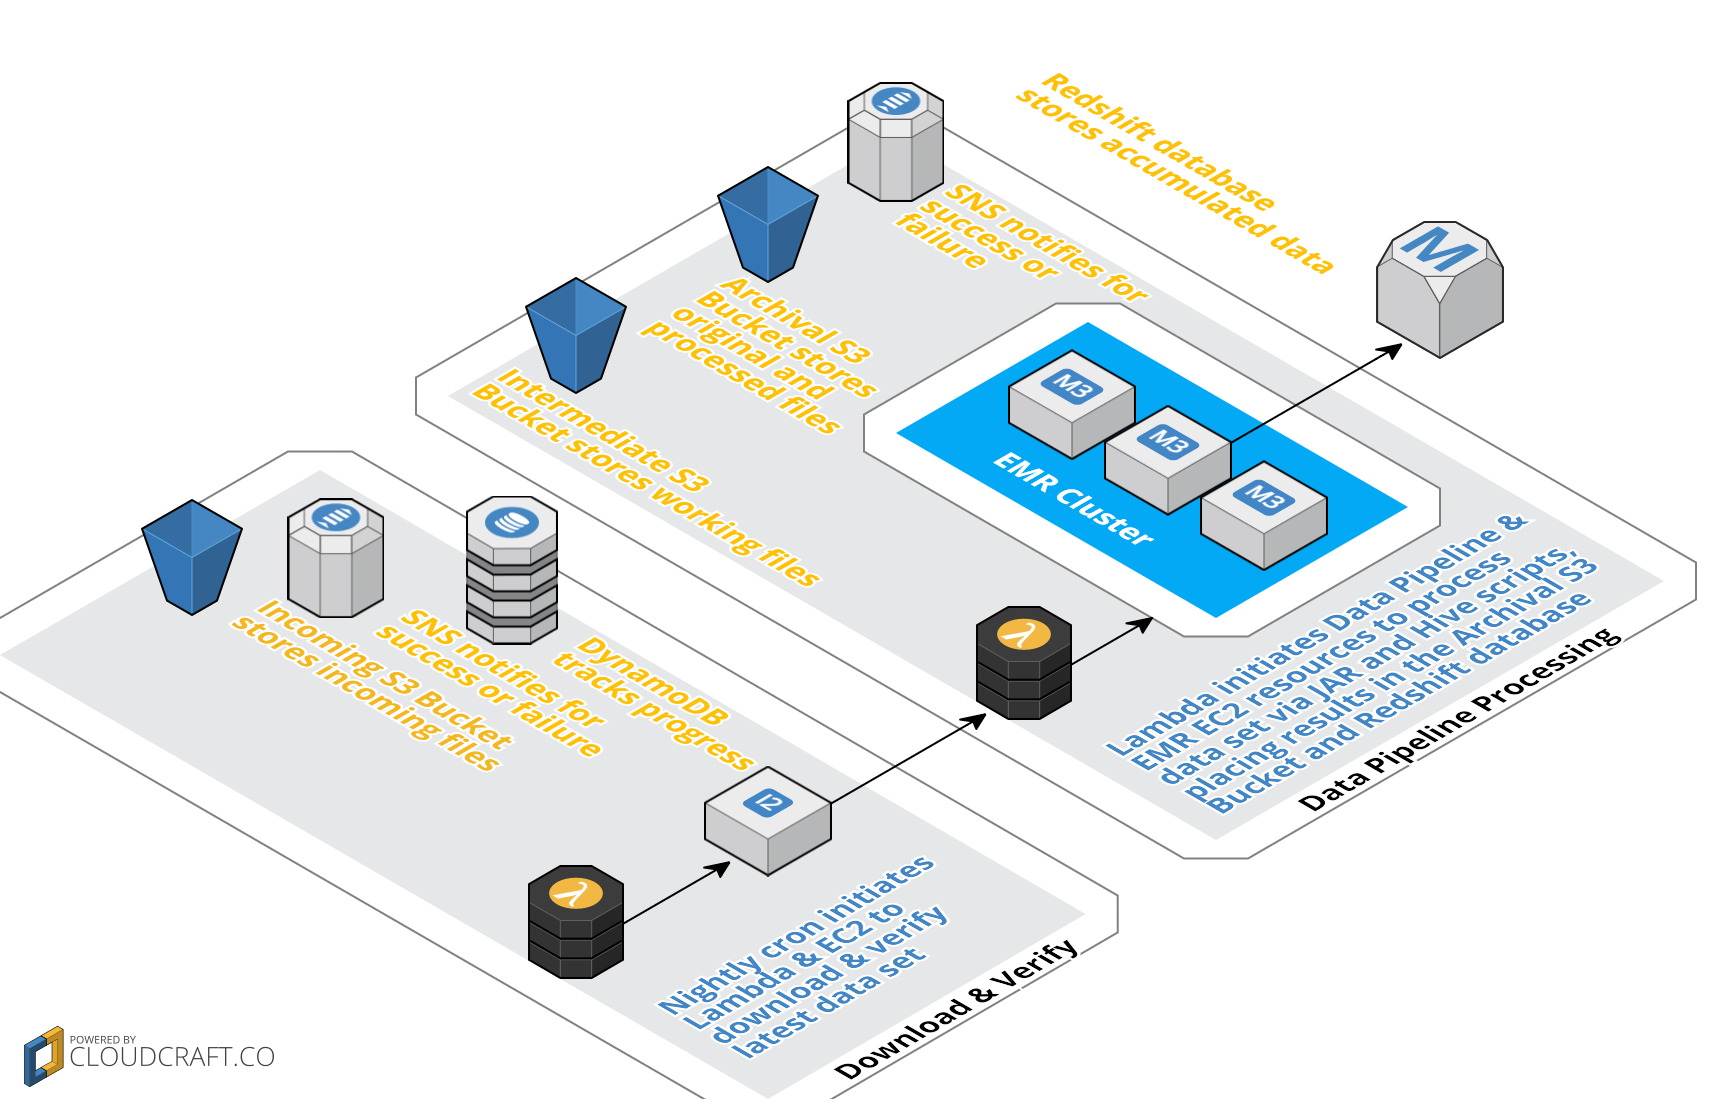 Redshift database
stores accumulated data
M
SNS notifies for
success or
failure
Archival S3
Bucket stores
original and
processed files
Intermediate S3
Bucket stores working files
M3
M3
M3
EMR Cluster
Lambda initiates Data Pipeline &
EMR EC2 resources to process
data set via JAR and Hive scripts,
placing results in the Archival S3
Bucket and Redshift database
Data Pipeline Processing
λ
Incoming S3 Bucket
stores incoming files
SNS notifies for
success or failure
DynamoDB
tracks progress
I2
λ
Nightly cron initiates
Lambda & EC2 to
download & verify
latest data set
Download & Verify
POWERED BY
CLOUDCRAFT.CO